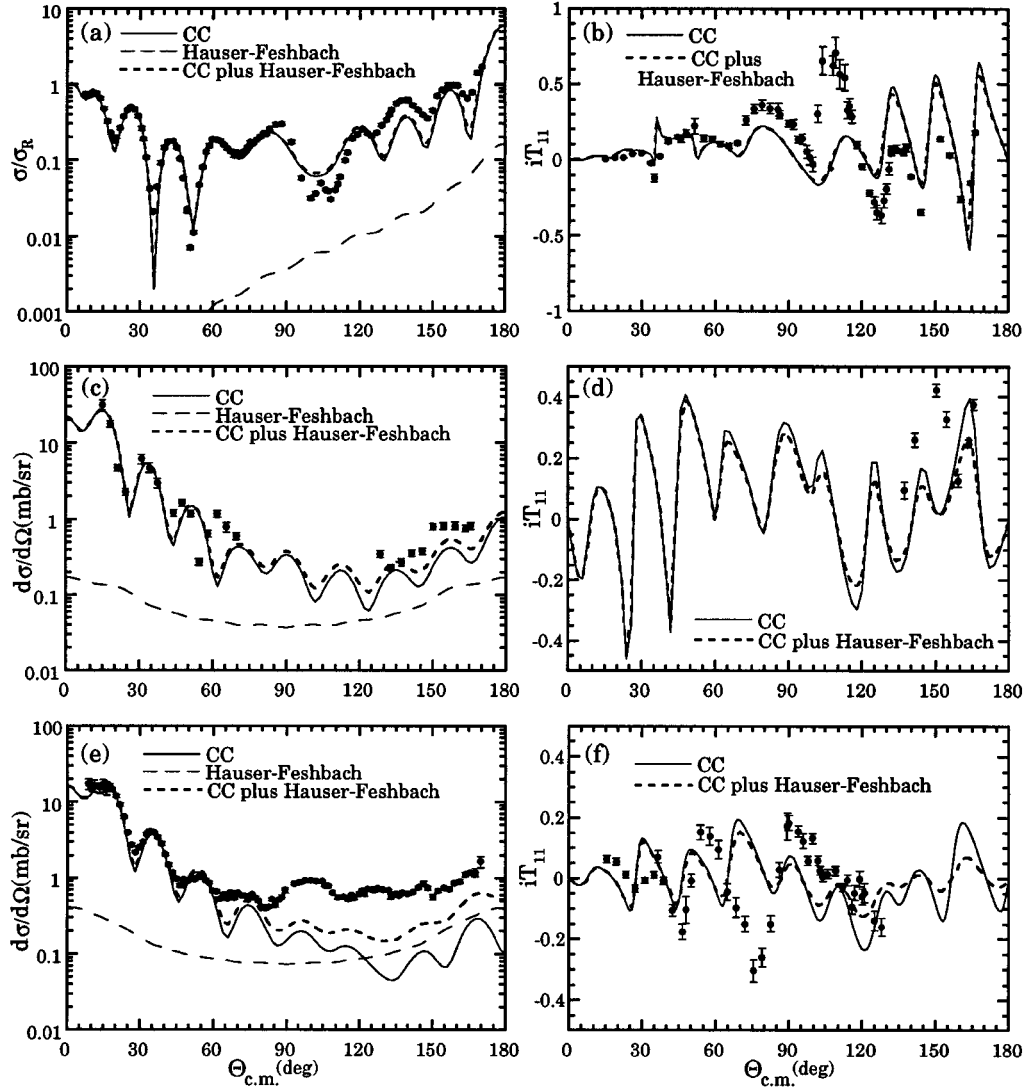 (a)
CC
Hauser-Feshbach
CC plus Hauser-Feshbach
σ/σ_R
10
1
0.1
0.01
0.001
0 30 60 90 120 150 180
(b)
CC
CC plus
Hauser-Feshbach
iT₁₁
1
0.5
0
-0.5
-1
0 30 60 90 120 150 180
(c)
CC
Hauser-Feshbach
CC plus Hauser-Feshbach
dσ/dΩ(mb/sr)
100
10
1
0.1
0.01
0 30 60 90 120 150 180
(d)
CC
CC plus Hauser-Feshbach
iT₁₁
0.4
0.2
0
-0.2
-0.4
0 30 60 90 120 150 180
(e)
CC
Hauser-Feshbach
CC plus Hauser-Feshbach
dσ/dΩ(mb/sr)
100
10
1
0.1
0.01
0 30 60 90 120 150 180
Θc.m. (deg)
(f)
CC
CC plus Hauser-Feshbach
iT₁₁
0.4
0.2
0
-0.2
-0.4
0 30 60 90 120 150 180
Θc.m. (deg)